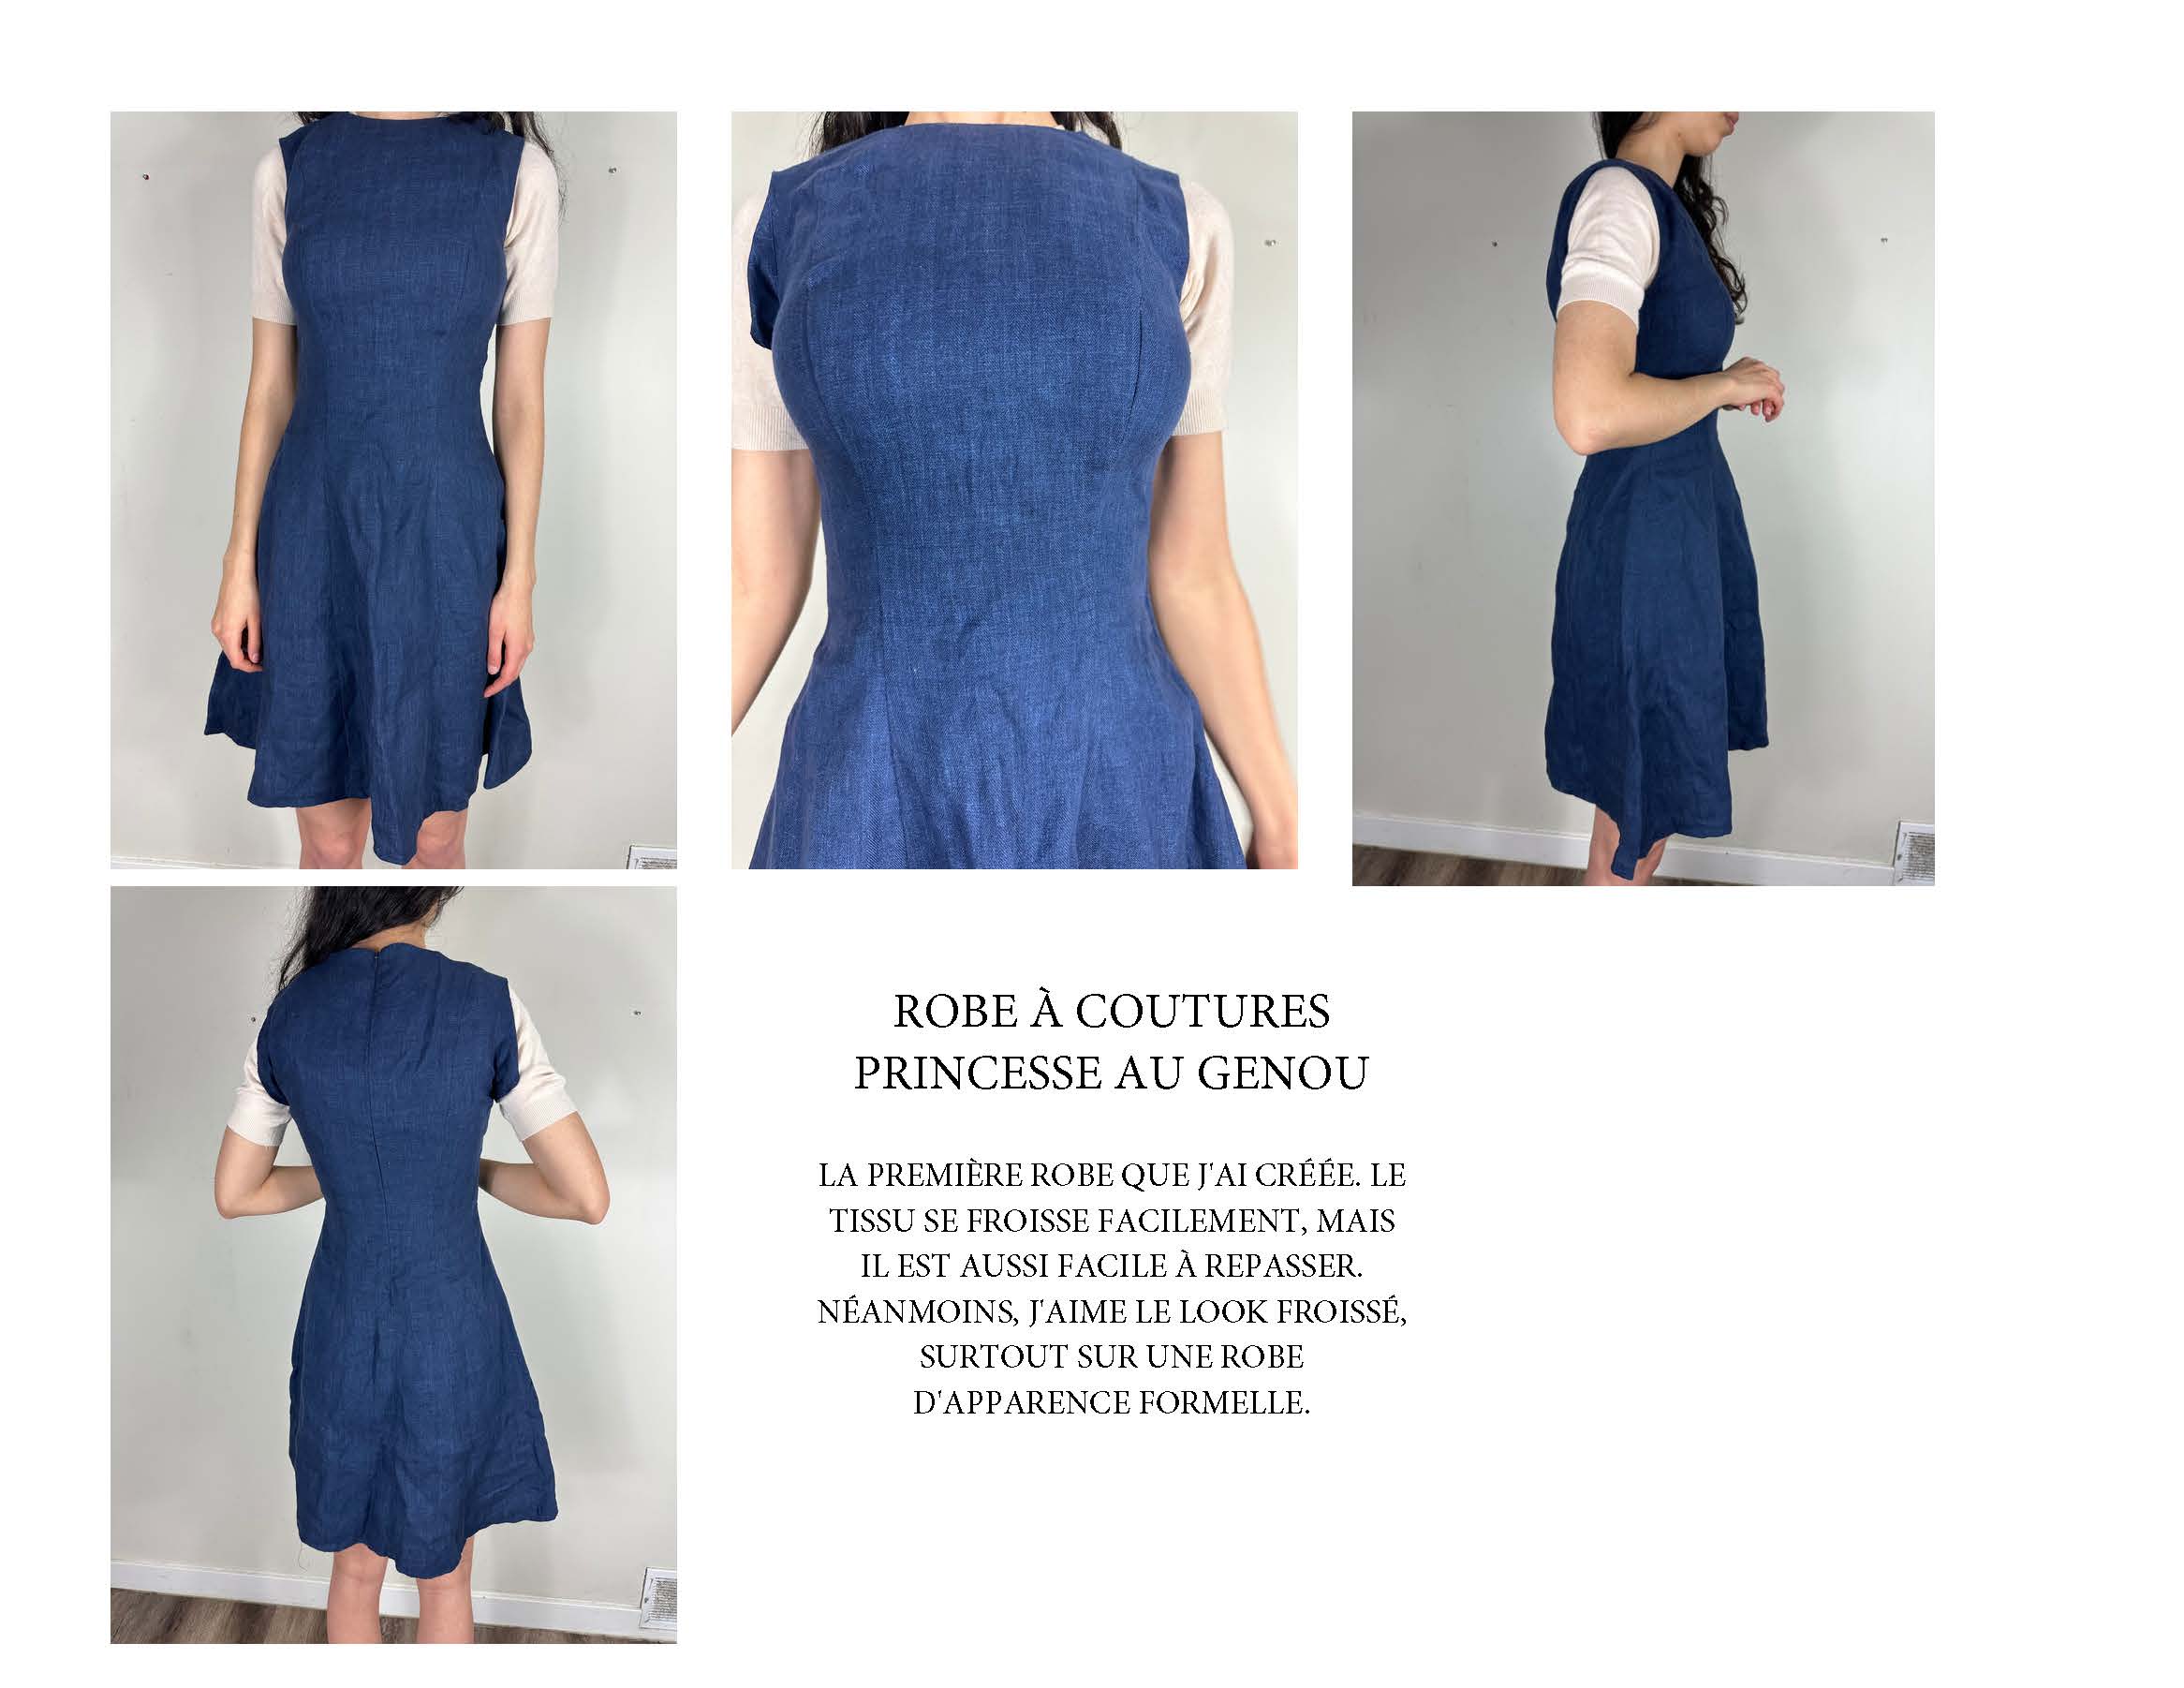 ROBE À COUTURES
PRINCESSE AU GENOU
LA PREMIÈRE ROBE QUE J'AI CRÉÉE. LE
TISSU SE FROISSE FACILEMENT, MAIS
IL EST AUSSI FACILE À REPASSER.
NÉANMOINS, J'AIME LE LOOK FROISSÉ,
SURTOUT SUR UNE ROBE
D'APPARENCE FORMELLE.